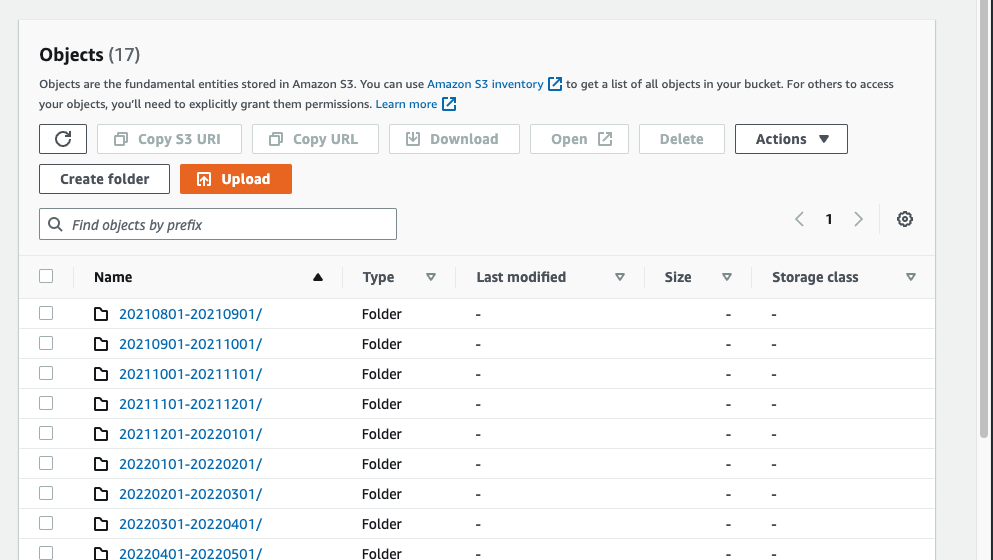 Objects (17)
Objects are the fundamental entities stored in Amazon S3. You can use Amazon S3 inventory to get a list of all objects in your bucket. For others to access
your objects, you'll need to explicitly grant them permissions. Learn more
Copy S3 URI Copy URL Download Open Delete Actions
Create folder Upload
Find objects by prefix 1
Name Type Last modified Size Storage class
20210801-20210901/ Folder - - -
20210901-20211001/ Folder - - -
20211001-20211101/ Folder - - -
20211101-20211201/ Folder - - -
20211201-20220101/ Folder - - -
20220101-20220201/ Folder - - -
20220201-20220301/ Folder - - -
20220301-20220401/ Folder - - -
20220401-20220501/ Folder - - -